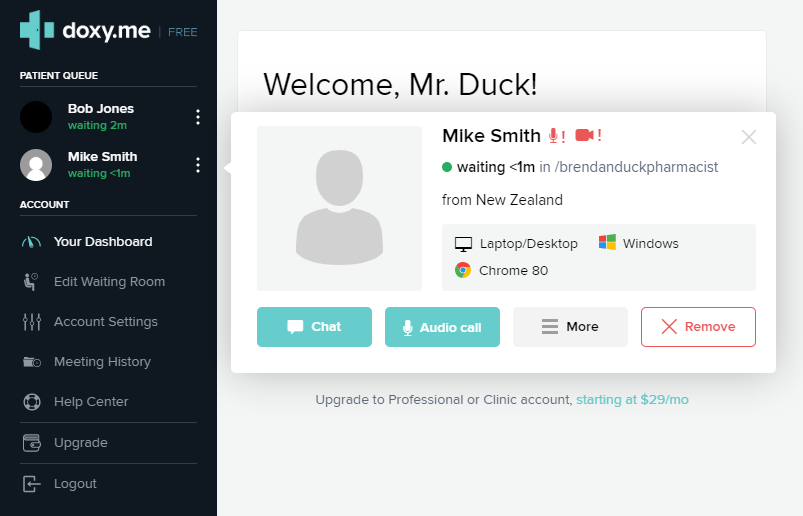 doxy.me | FREE
PATIENT QUEUE
Bob Jones
waiting 2m
Mike Smith
waiting <1m
ACCOUNT
Your Dashboard
Edit Waiting Room
Account Settings
Meeting History
Help Center
Upgrade
Logout
Welcome, Mr. Duck!
Mike Smith ! !
waiting <1m in /brendanduckpharmacist
from New Zealand
Laptop/Desktop Windows
Chrome 80
Chat Audio call More Remove
Upgrade to Professional or Clinic account, starting at $29/mo